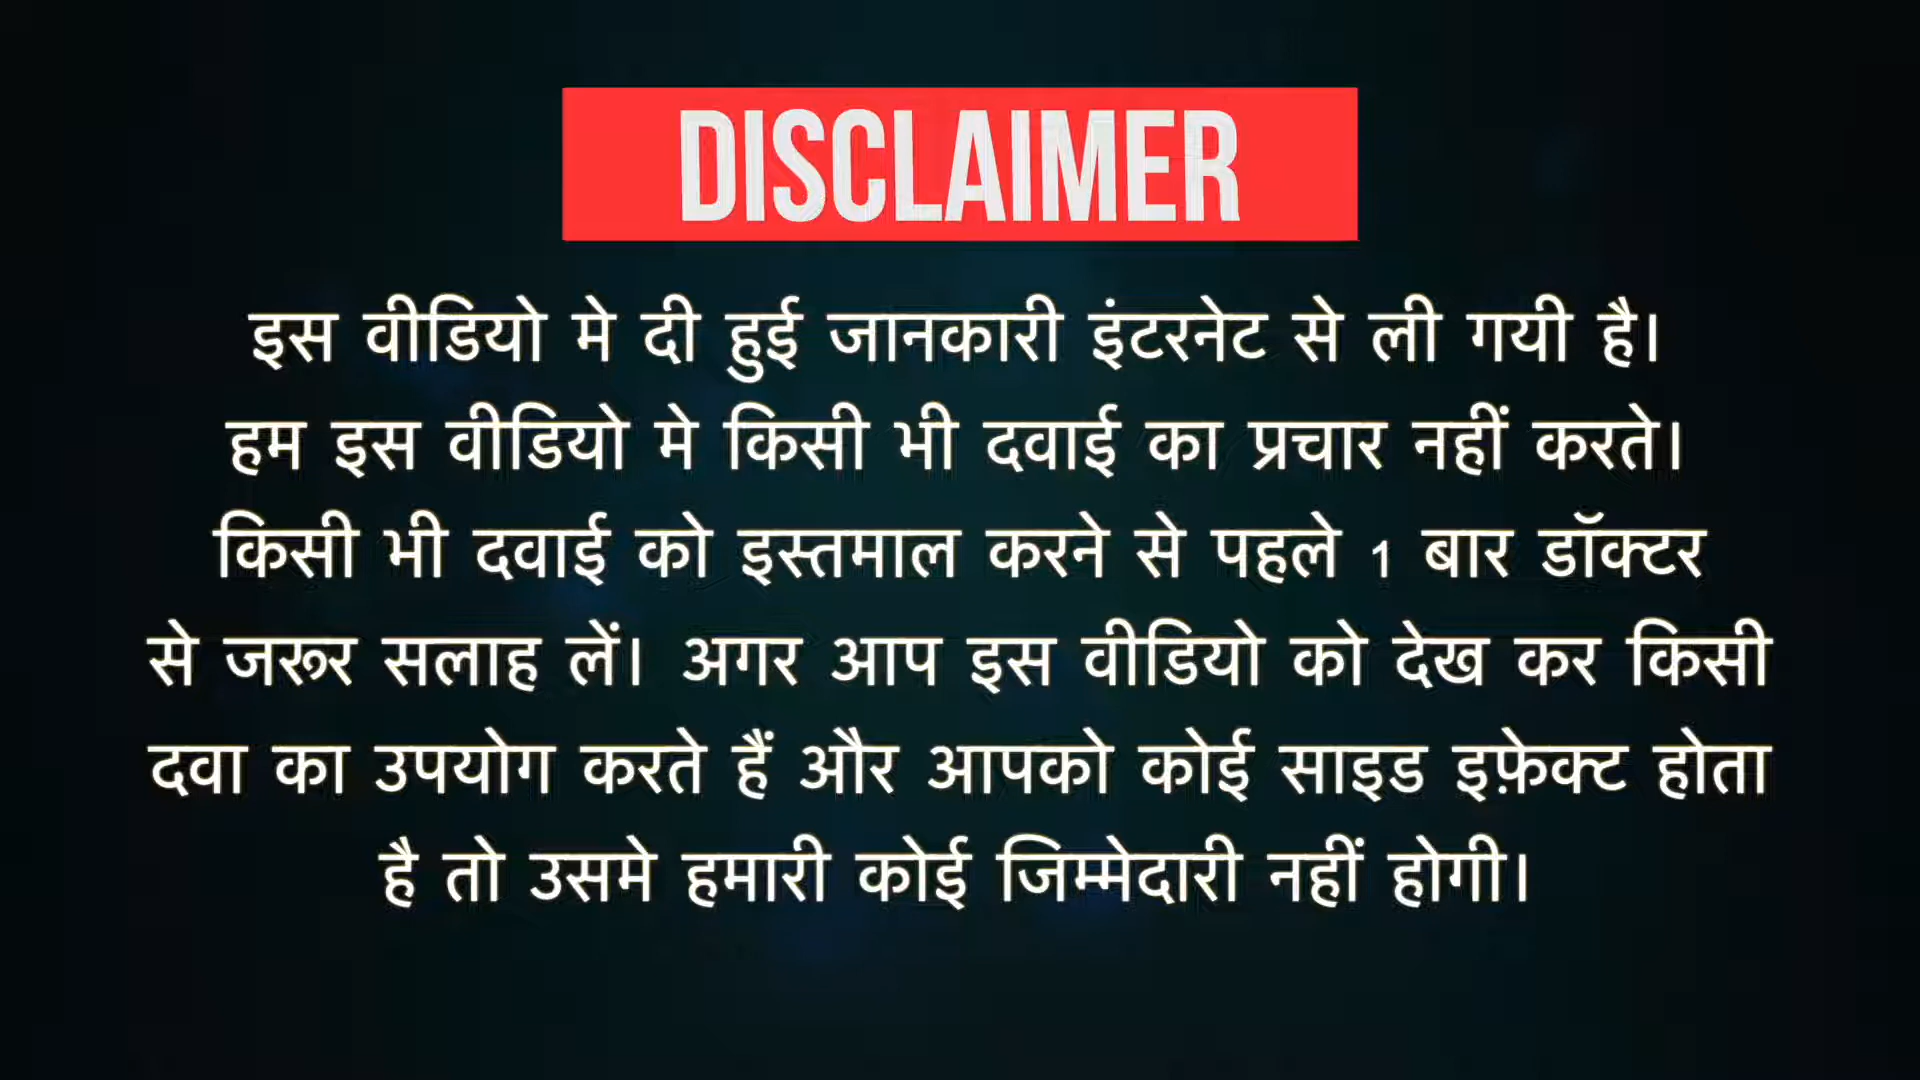 DISCLAIMER
इस वीडियो मे दी हुई जानकारी इंटरनेट से ली गयी है।
हम इस वीडियो मे किसी भी दवाई का प्रचार नहीं करते।
किसी भी दवाई को इस्तमाल करने से पहले 1 बार डॉक्टर
से जरूर सलाह लें। अगर आप इस वीडियो को देख कर किसी
दवा का उपयोग करते हैं और आपको कोई साइड इफ़ेक्ट होता
है तो उसमे हमारी कोई जिम्मेदारी नहीं होगी।